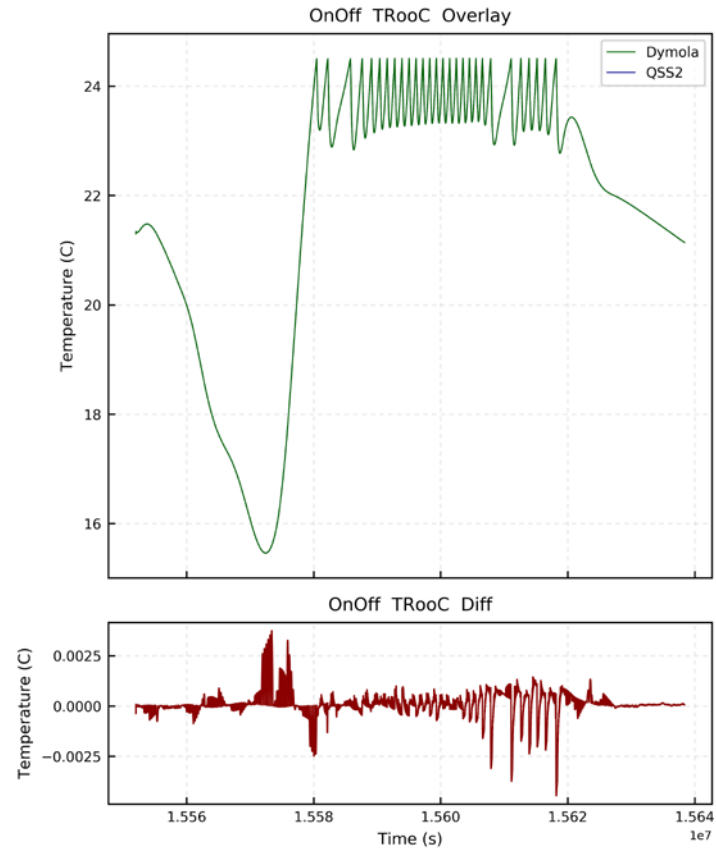 OnOff TRooC Overlay
Dymola
QSS2
24
22
20
18
16
Temperature (C)
OnOff TRooC Diff
0.0025
0.0000
−0.0025
Temperature (C)
1.556
1.558
1.560
1.562
1.564
1e7
Time (s)